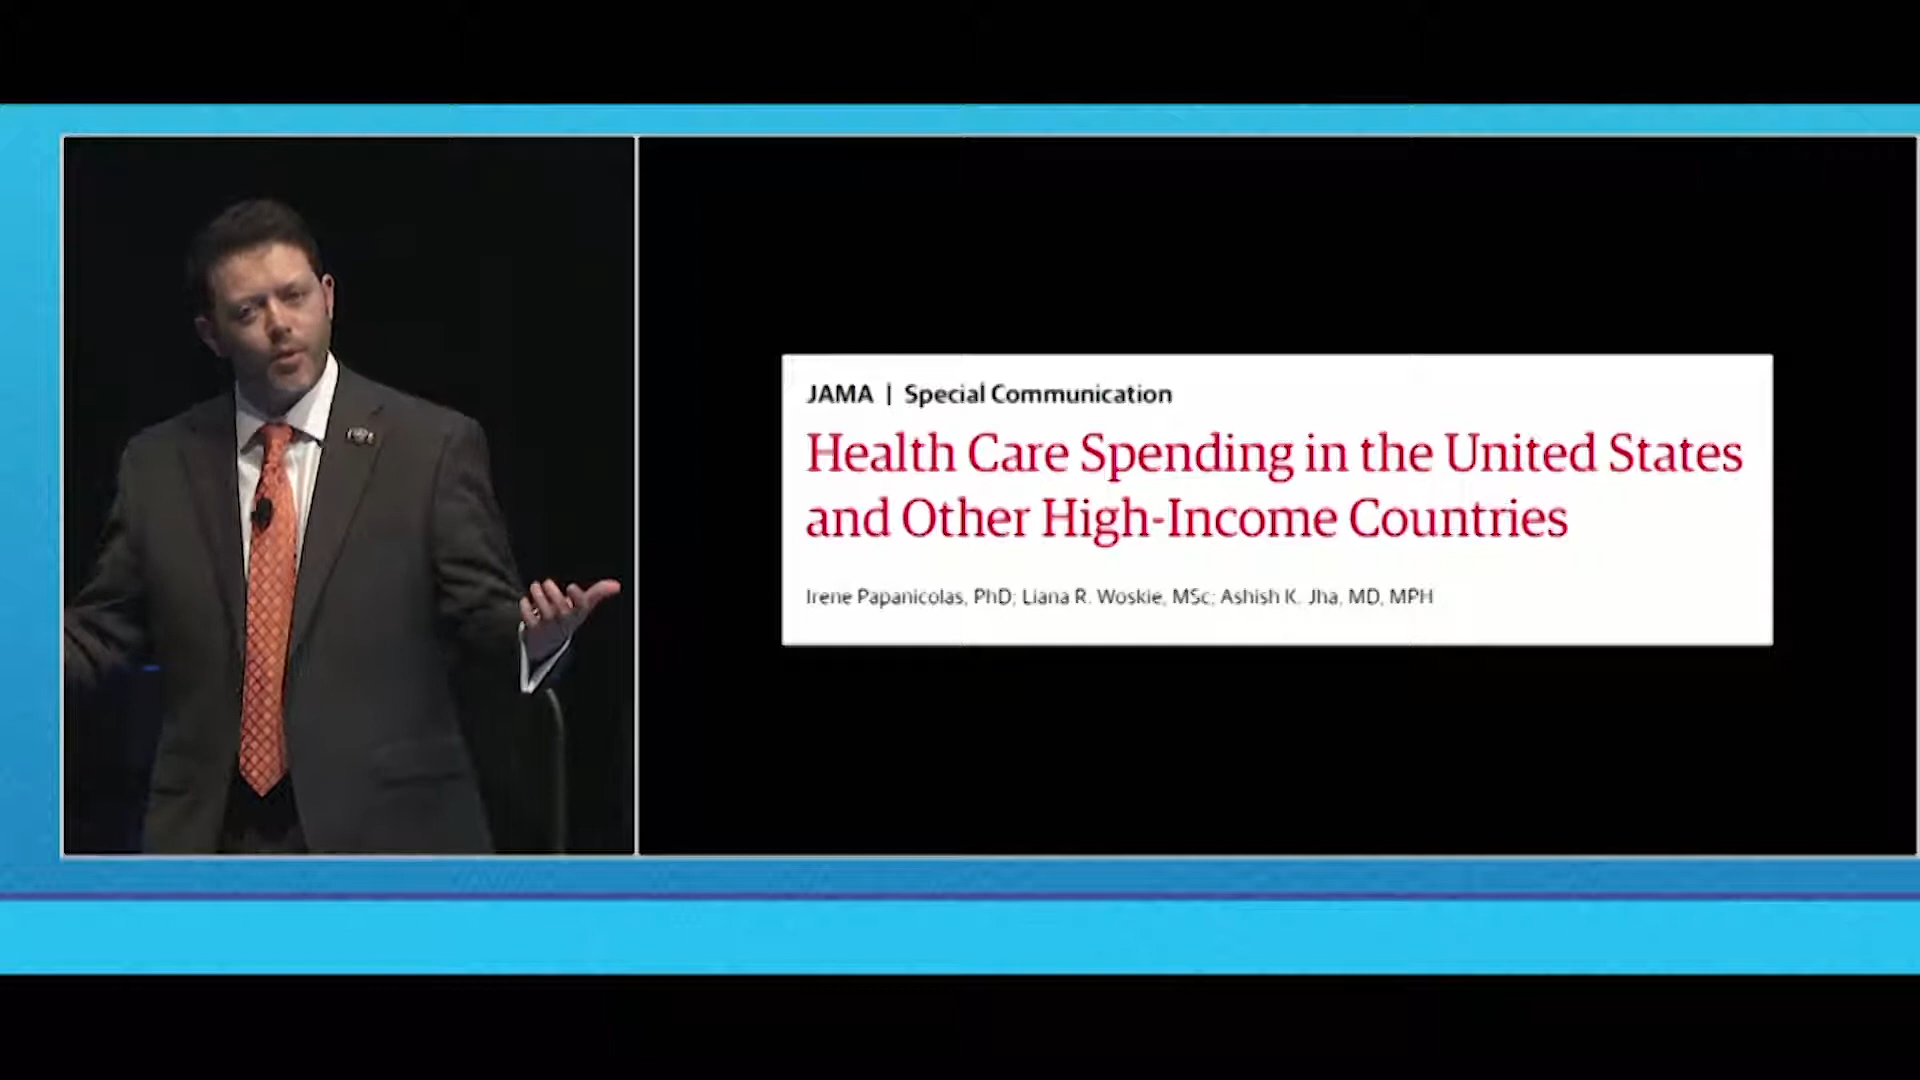 JAMA | Special Communication
Health Care Spending in the United States
and Other High-Income Countries
Irene Papanicolas, PhD; Liana R. Woskie, MSc; Ashish K. Jha, MD, MPH